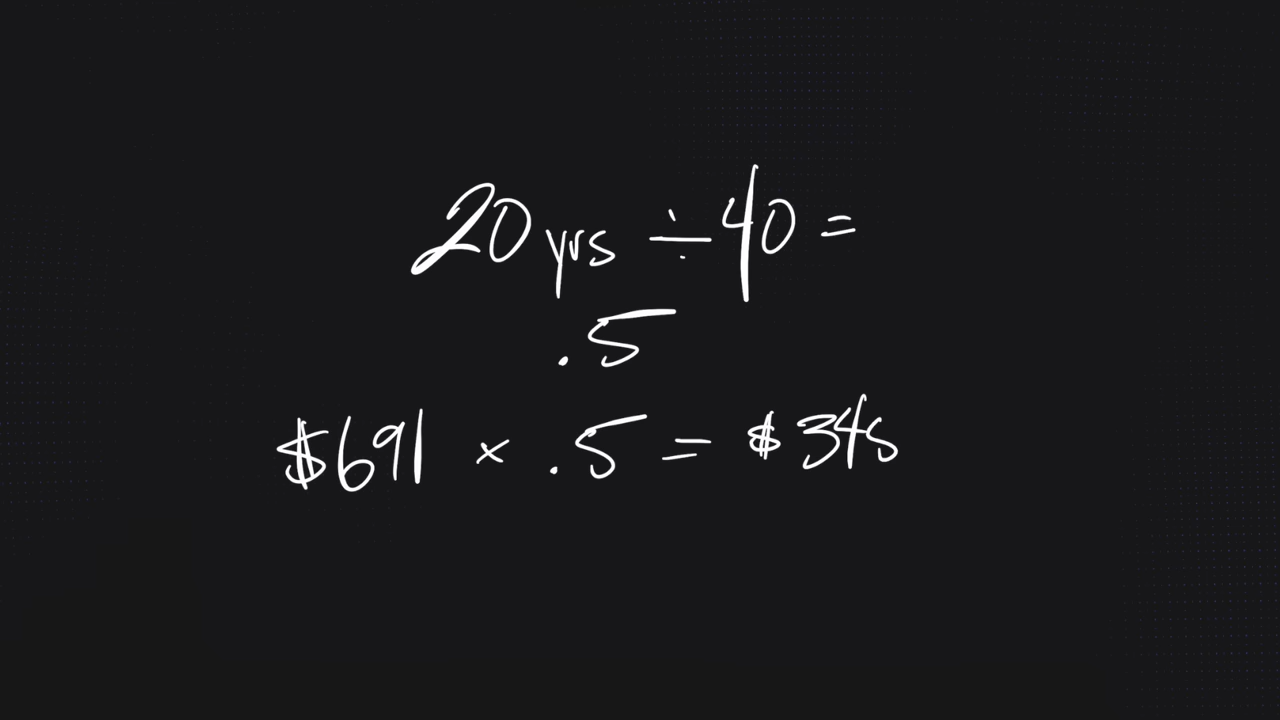 20 yrs ÷ 40 =
.5
$691 × .5 = $345